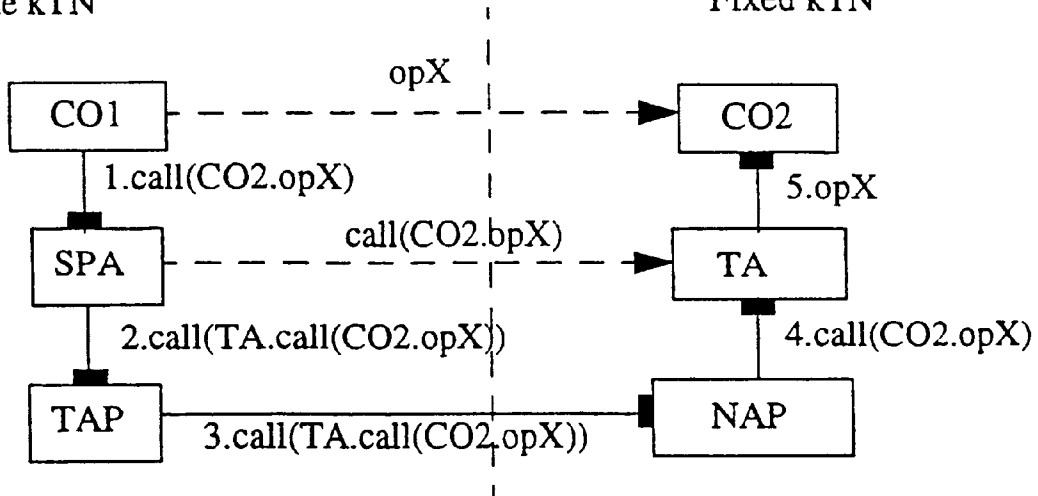 kTN
Fixed kTN
opX
CO1
CO2
1.call(CO2.opX)
5.opX
call(CO2.opX)
SPA
TA
2.call(TA.call(CO2.opX))
4.call(CO2.opX)
TAP
NAP
3.call(TA.call(CO2.opX))